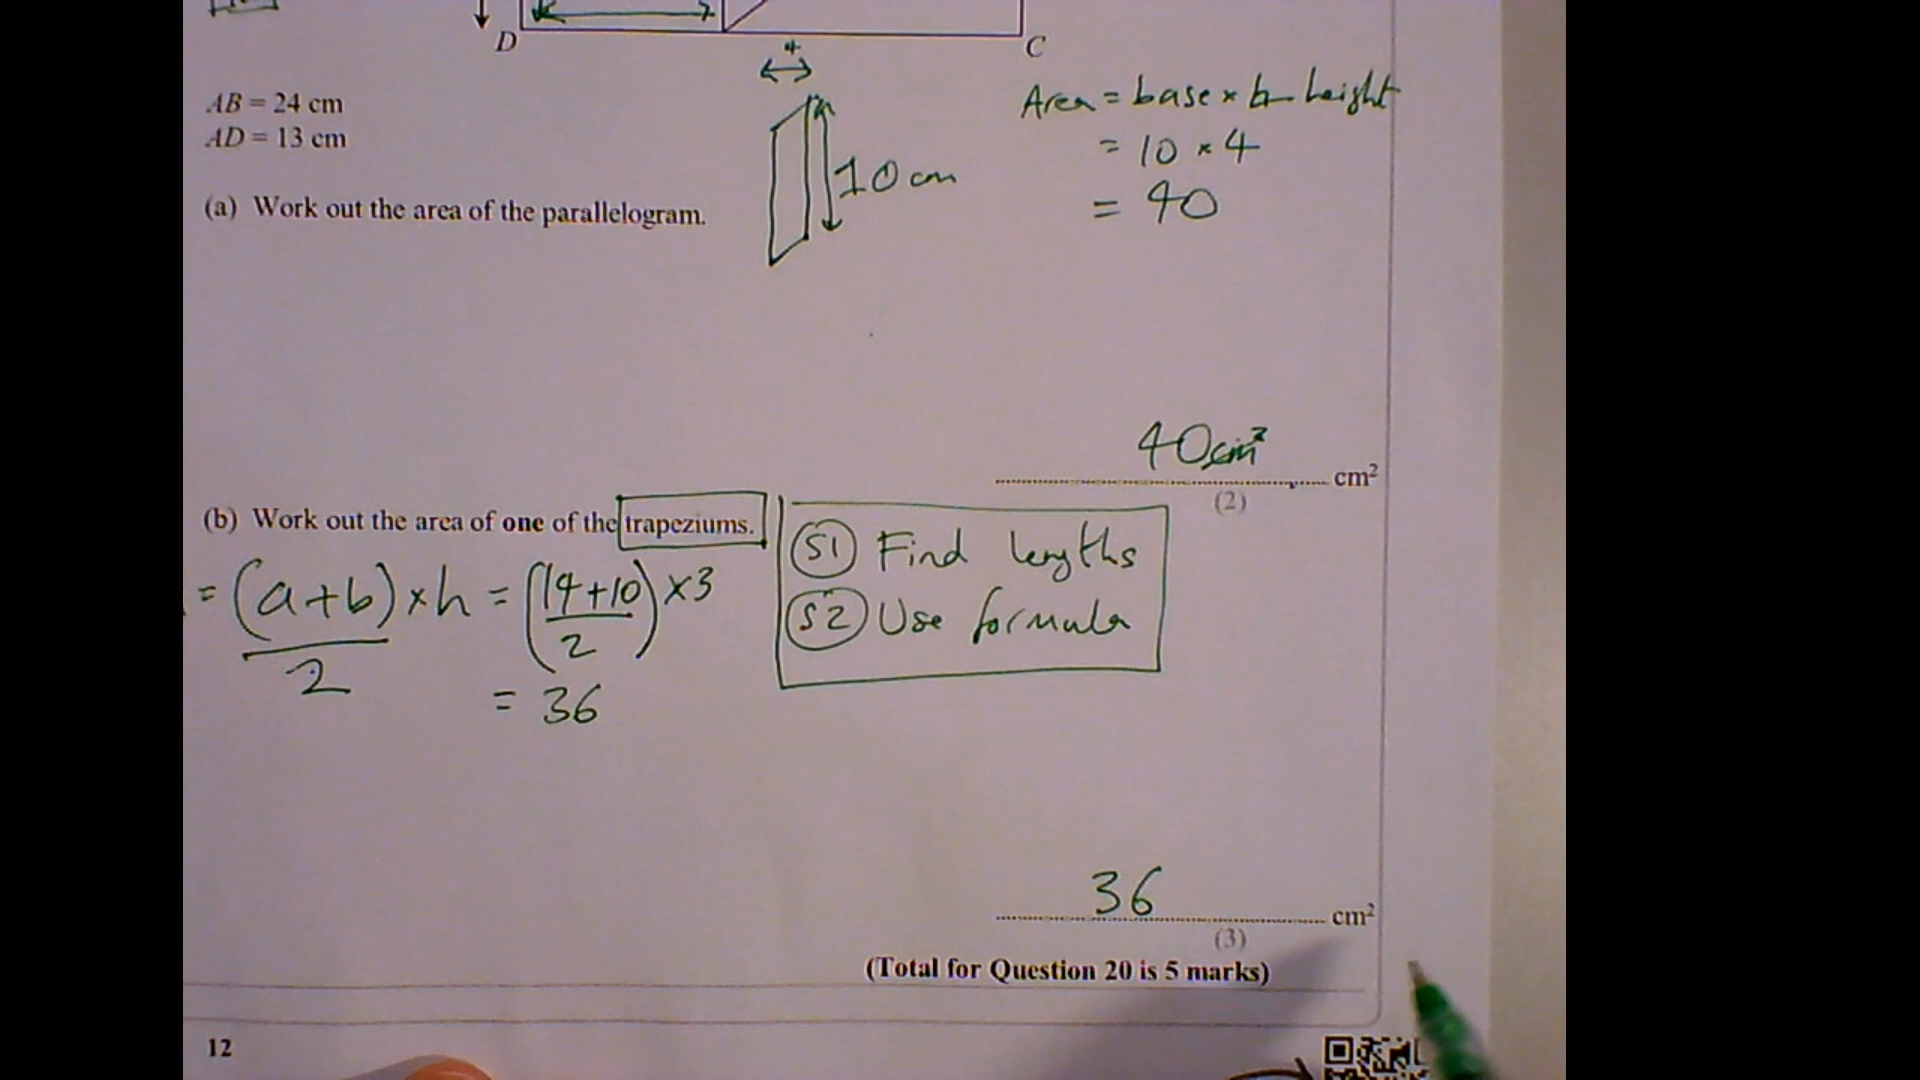 D
C
4
AB = 24 cm
AD = 13 cm
Area = base × height
= 10 × 4
= 40
10 cm
(a) Work out the area of the parallelogram.
40cm² cm²
(2)
(b) Work out the area of one of the trapeziums.
= (a+b) × h = (14+10) × 3
2 2
= 36
S1 Find lengths
S2 Use formula
36 cm²
(3)
(Total for Question 20 is 5 marks)
12